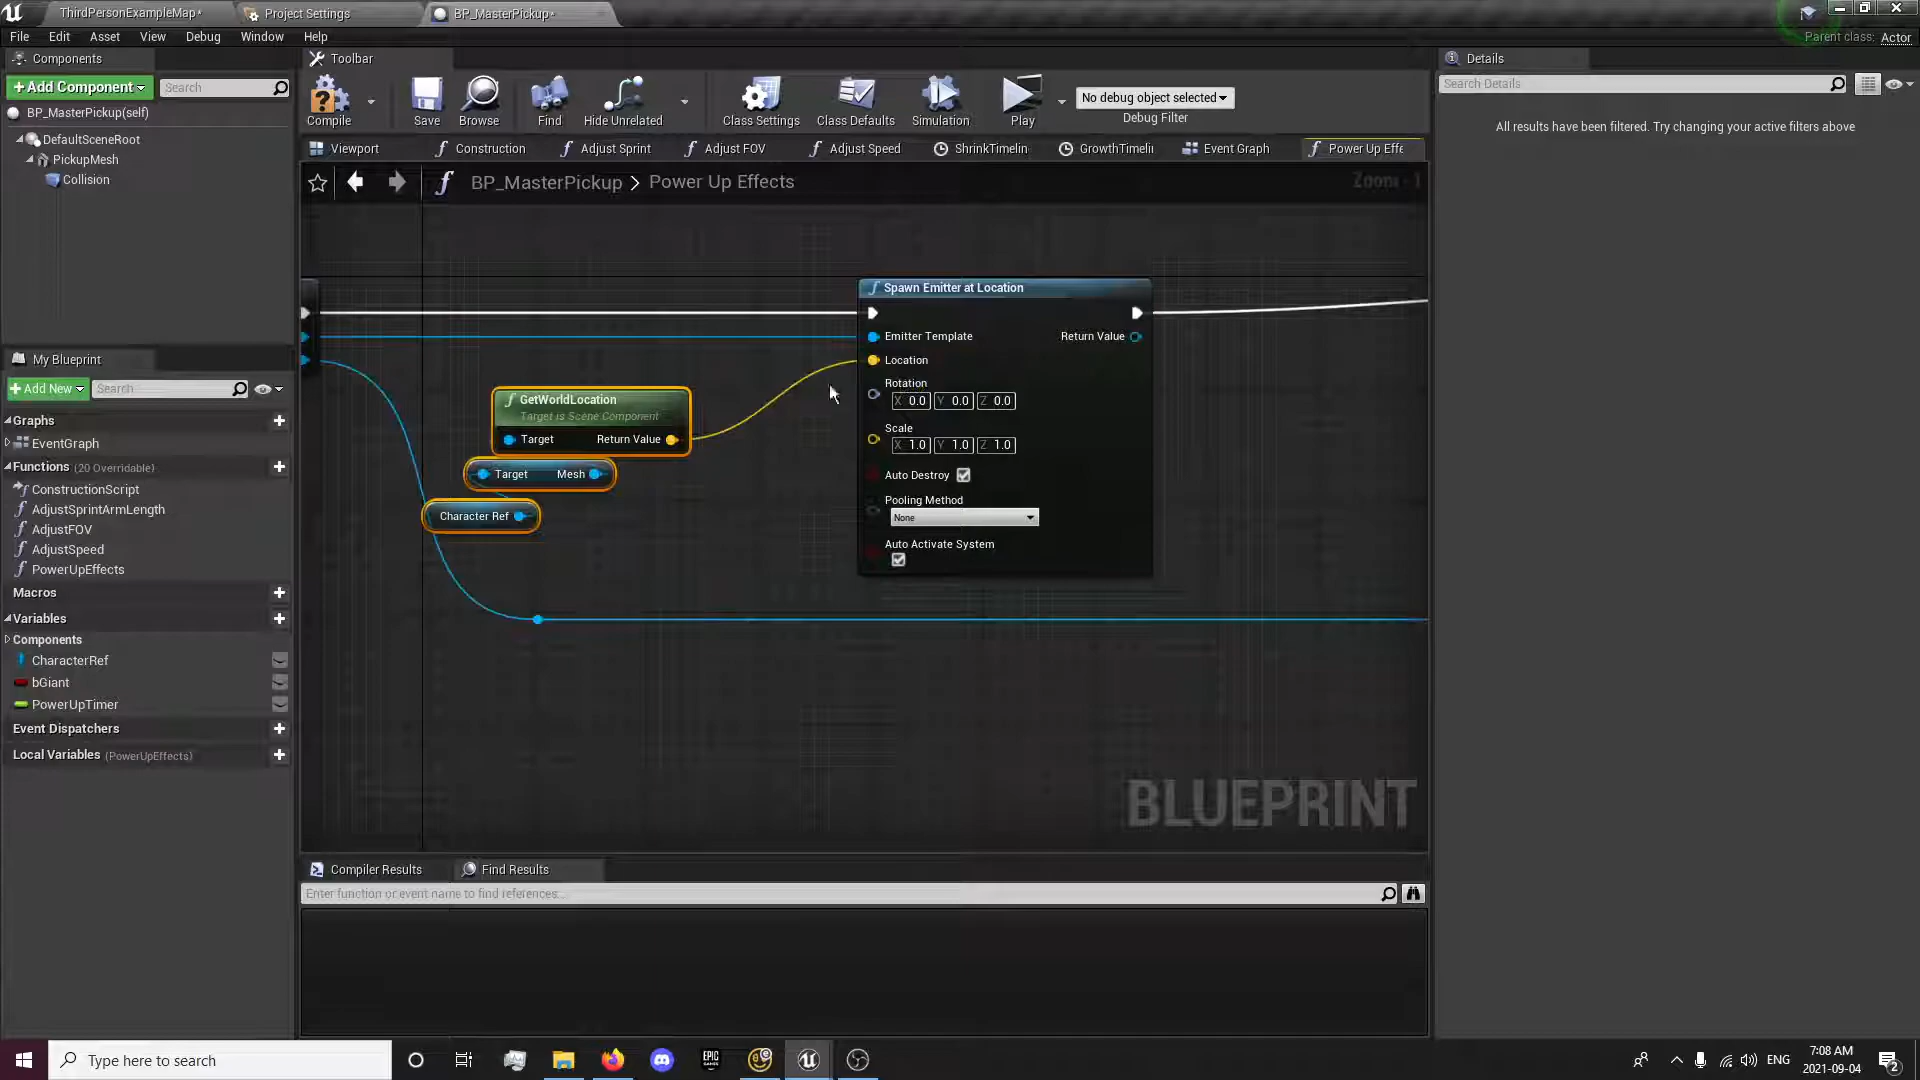 ThirdPersonExampleMap*
Project Settings
BP_MasterPickup*
File Edit Asset View Debug Window Help
Parent class: Actor
Components
+Add Component
Search
BP_MasterPickup(self)
DefaultSceneRoot
PickupMesh
Collision
Toolbar
Compile
Save
Browse
Find
Hide Unrelated
Class Settings
Class Defaults
Simulation
Play
No debug object selected
Debug Filter
Viewport
Construction
Adjust Sprint
Adjust FOV
Adjust Speed
ShrinkTimelin
GrowthTimeli
Event Graph
Power Up Effe
BP_MasterPickup > Power Up Effects
Zoom -1
Spawn Emitter at Location
Emitter Template
Return Value
Location
Rotation
X 0.0 Y 0.0 Z 0.0
Scale
X 1.0 Y 1.0 Z 1.0
Auto Destroy
Pooling Method
None
Auto Activate System
GetWorldLocation
Target is Scene Component
Target Return Value
Target Mesh
Character Ref
BLUEPRINT
My Blueprint
+Add New
Search
Graphs
EventGraph
Functions (20 Overridable)
ConstructionScript
AdjustSprintArmLength
AdjustFOV
AdjustSpeed
PowerUpEffects
Macros
Variables
Components
CharacterRef
bGiant
PowerUpTimer
Event Dispatchers
Local Variables (PowerUpEffects)
Compiler Results
Find Results
Enter function or event name to find references...
Details
Search Details
All results have been filtered. Try changing your active filters above
Type here to search
EPIC GAMES
ENG
7:08 AM
2021-09-04
2